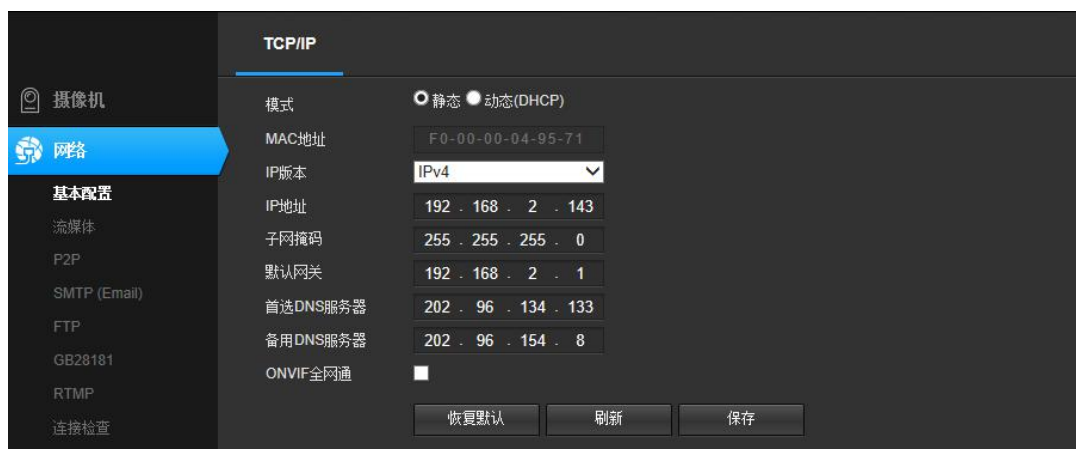 TCP/IP
摄像机
网络
基本配置
流媒体
P2P
SMTP (Email)
FTP
GB28181
RTMP
连接检查
模式 静态 动态(DHCP)
MAC地址 F0-00-00-04-95-71
IP版本 IPv4
IP地址 192 . 168 . 2 . 143
子网掩码 255 . 255 . 255 . 0
默认网关 192 . 168 . 2 . 1
首选DNS服务器 202 . 96 . 134 . 133
备用DNS服务器 202 . 96 . 154 . 8
ONVIF全网通
恢复默认 刷新 保存